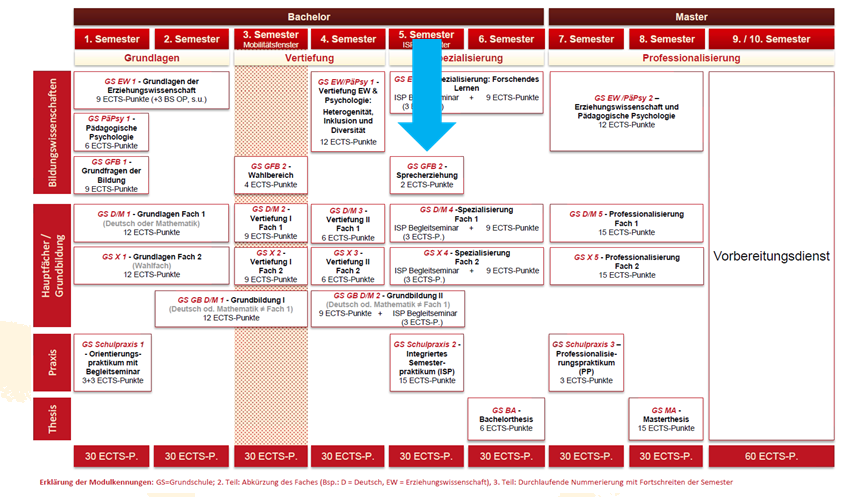 Bachelor
Master
1. Semester
2. Semester
3. Semester
Mobilitätsfenster
4. Semester
5. Semester
6. Semester
7. Semester
8. Semester
9. / 10. Semester
Grundlagen
Vertiefung
pezialisierung
Professionalisierung
Bildungswissenschaften
GS EW 1 - Grundlagen der
Erziehungswissenschaft
9 ECTS-Punkte (+3 BS OP, s.u.)
GS PäPsy 1 -
Pädagogische
Psychologie
6 ECTS-Punkte
GS GFB 1 -
Grundfragen der
Bildung
9 ECTS-Punkte
GS GFB 2 -
Wahlbereich
4 ECTS-Punkte
GS EW/PäPsy 1 -
Vertiefung EW &
Psychologie:
Heterogenität,
Inklusion und
Diversität
12 ECTS-Punkte
GS E pezialisierung: Forschendes
Lernen
ISP Be seminar + 9 ECTS-Punkte
(3 E )
GS GFB 2 -
Sprecherziehung
2 ECTS-Punkte
GS EW /PäPsy 2 –
Erziehungswissenschaft und
Pädagogische Psychologie
12 ECTS-Punkte
Hauptfächer /
Grundbildung
GS D/M 1 - Grundlagen Fach 1
(Deutsch oder Mathematik)
12 ECTS-Punkte
GS D/M 2 -
Vertiefung I
Fach 1
9 ECTS-Punkte
GS D/M 3 -
Vertiefung II
Fach 1
6 ECTS-Punkte
GS D/M 4 -Spezialisierung
Fach 1
ISP Begleitseminar + 9 ECTS-Punkte
(3 ECTS-P.)
GS D/M 5 - Professionalisierung
Fach 1
15 ECTS-Punkte
GS X 1 - Grundlagen Fach 2
(Wahlfach)
12 ECTS-Punkte
GS X 2 -
Vertiefung I
Fach 2
9 ECTS-Punkte
GS X 3 -
Vertiefung II
Fach 2
6 ECTS-Punkte
GS X 4 - Spezialisierung
Fach 2
ISP Begleitseminar + 9 ECTS-Punkte
(3 ECTS-P.)
GS X 5 - Professionalisierung
Fach 2
15 ECTS-Punkte
GS GB D/M 1 - Grundbildung I
(Deutsch od. Mathematik ≠ Fach 1)
12 ECTS-Punkte
GS GB D/M 2 - Grundbildung II
(Deutsch od. Mathematik ≠ Fach 1)
9 ECTS-Punkte + ISP Begleitseminar
(3 ECTS-P.)
Vorbereitungsdienst
Praxis
GS Schulpraxis 1
- Orientierungs-
praktikum mit
Begleitseminar
3+3 ECTS-Punkte
GS Schulpraxis 2 -
Integriertes
Semester-
praktikum (ISP)
15 ECTS-Punkte
GS Schulpraxis 3 –
Professionalisie-
rungspraktikum
(PP)
3 ECTS-Punkte
Thesis
GS BA -
Bachelorthesis
6 ECTS-Punkte
GS MA -
Masterthesis
15 ECTS-Punkte
30 ECTS-P.
30 ECTS-P.
30 ECTS-P.
30 ECTS-P.
30 ECTS-P.
30 ECTS-P.
30 ECTS-P.
30 ECTS-P.
60 ECTS-P.
Erklärung der Modulkennungen: GS=Grundschule; 2. Teil: Abkürzung des Faches (Bsp.: D = Deutsch, EW = Erziehungswissenschaft), 3. Teil: Durchlaufende Nummerierung mit Fortschreiten der Semester